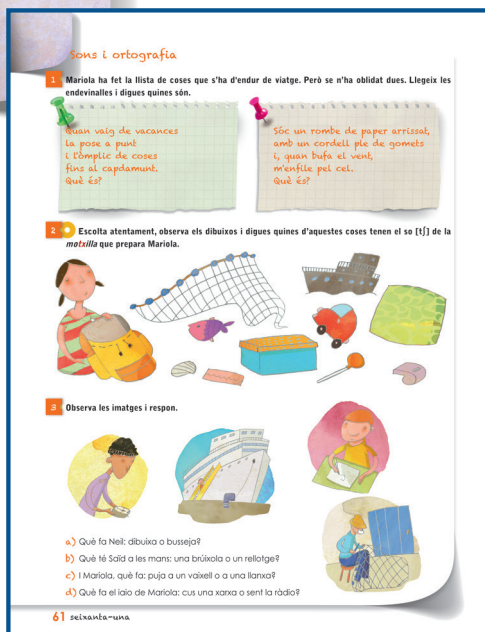 Sons i ortografia
1 Mariola ha fet la llista de coses que s'ha d'endur de viatge. Però se n'ha oblidat dues. Llegeix les
endevinalles i digues quines són.
Quan vaig de vacances
la pose a punt
i l'òmplic de coses
fins al capdamunt.
Què és?
Sóc un rombe de paper arrissat,
amb un cordell ple de gomets
i, quan bufa el vent,
m'enfile pel cel.
Què és?
2 Escolta atentament, observa els dibuixos i digues quines d'aquestes coses tenen el so [tʃ] de la
motxilla que prepara Mariola.
3 Observa les imatges i respon.
a) Què fa Neil: dibuixa o busseja?
b) Què té Saïd a les mans: una brúixola o un rellotge?
c) I Mariola, què fa: puja a un vaixell o a una llanxa?
d) Què fa el iaio de Mariola: cus una xarxa o sent la ràdio?
61 seixanta-una